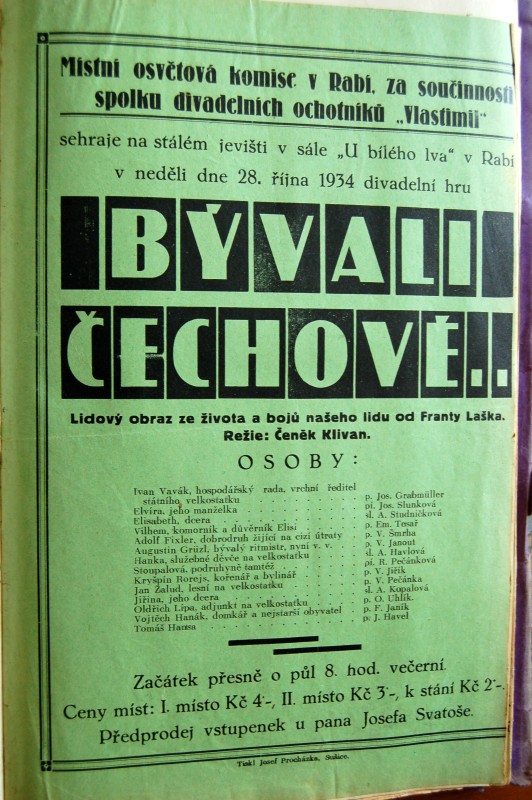 Místní osvětová komise v Rabí, za součinnosti
spolku divadelních ochotníků „Vlastimil"
sehraje na stálém jevišti v sále „U bílého lva" v Rabí
v neděli dne 28. října 1934 divadelní hru
BÝVALI
ČECHOVÉ..
Lidový obraz ze života a bojů našeho lidu od Franty Laška.
Režie: Čeněk Klivan.
OSOBY:
Ivan Vavák, hospodářský rada, vrchní ředitel
státního velkostatku . . . p. Jos. Grabmüller
Elvíra, jeho manželka . . . pí. Jos. Slunková
Elisabeth, dcera . . . sl. A. Studničková
Vilhem, komorník a důvěrník Elisi . . . p. Em. Tesař
Adolf Fixler, dobrodruh žijící na cizí útraty . . . p. V. Smrha
Augustin Grüzl, bývalý ritmistr, nyní v. v. . . . p. V. Janout
Hanka, služebné děvče na velkostatku . . . sl. A. Havlová
Stoupalová, podruhyně tamtéž . . . pí. R. Pečánková
Kryšpin Rorejs, kořenář a bylinář . . . p. V. Jiřík
Jan Žalud, lesní na velkostatku . . . p. V. Pečánka
Jiřina, jeho dcera . . . sl. A. Kopalová
Oldřich Lípa, adjunkt na velkostatku . . . p. O. Uhlík.
Vojtěch Hanák, domkář a nejstarší obyvatel . p. F. Janík
Tomáš Hansa . . . p. J. Havel
Začátek přesně o půl 8. hod. večerní.
Ceny míst: I. místo Kč 4·-, II. místo Kč 3·-, k stání Kč 2·-.
Předprodej vstupenek u pana Josefa Svatoše.
Tiskl Josef Procházka, Sušice.